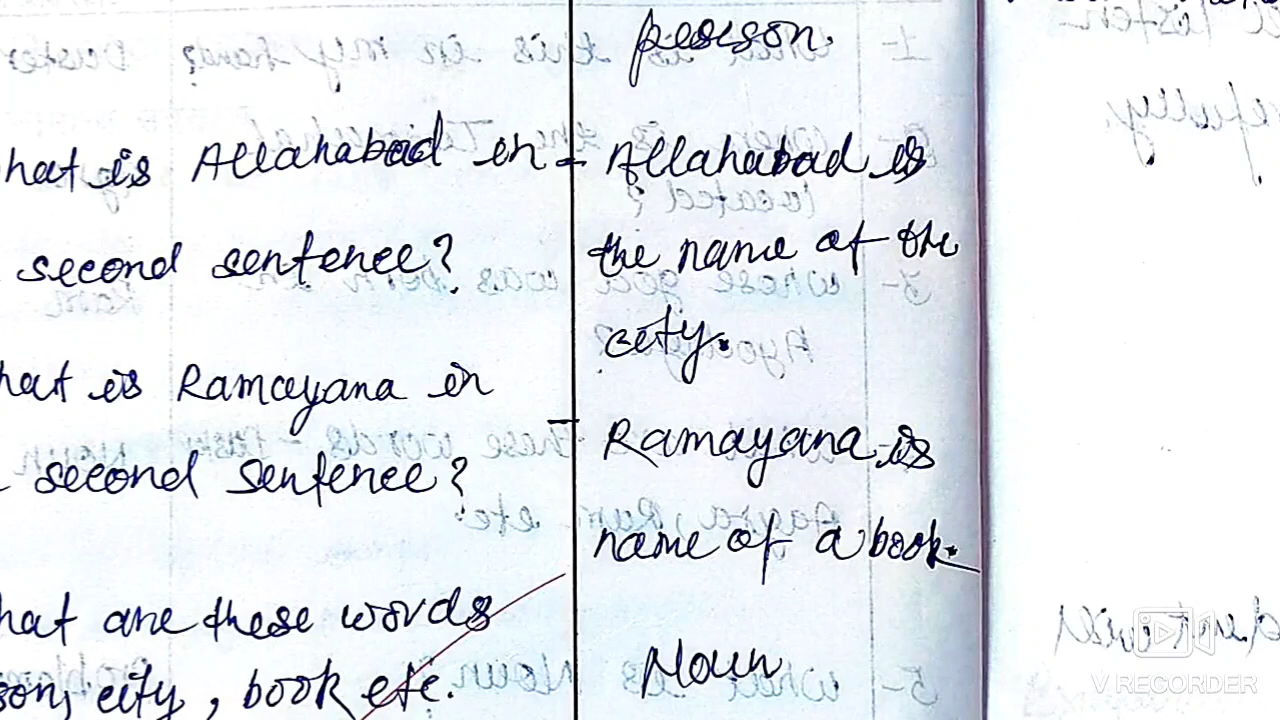 person.
hat is Allahabad in - Allahabad is
second sentence? the name of the
city.
hat is Ramayana in
- Ramayana is
second sentence?
name of a book.
hat are these words
son, city, book etc. Noun
V RECORDER